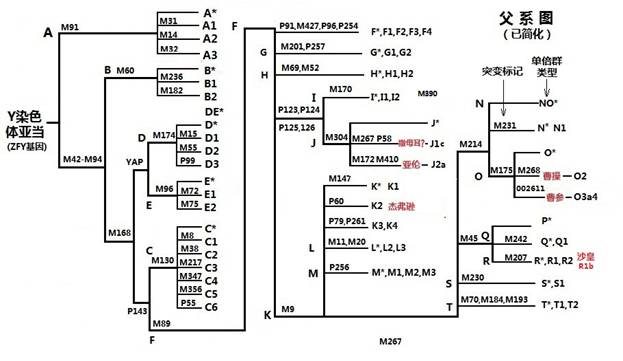 父系图
(已简化)
突变标记
单倍群
类型
Y染色
体亚当
(ZFY基因)
A
M91
M31
M14
M32
A*
A1
A2
A3
M42-M94
B
M60
M236
M182
B*
B1
B2
M168
YAP
DE*
D
M174
M15
M55
P99
D*
D1
D2
D3
E
M96
M72
M75
E*
E1
E2
P143
C
M130
M8
M38
M217
M347
M356
P55
C*
C1
C2
C3
C4
C5
C6
M89
F
F
P91,M427,P96,P254
F*,F1,F2,F3,F4
G
M201,P257
G*,G1,G2
H
M69,M52
H*,H1,H2
P123,P124
P125,126
I
M170
I*,I1,I2
M390
J
M304
J*
M267 P58
J1c
M172 M410
亚伦
J2a
K
M9
M147
K* K1
P60
K2 杰弗逊
P79,P261
K3,K4
L
M11,M20
L*,L2,L3
M
P256
M*,M1,M2,M3
M214
N
NO*
M231
N* N1
O
M175
O*
M268
曹操
O2
002611
曹参
O3a4
M45
P*
Q
M242
Q*,Q1
R
M207
R*,R1,R2
沙皇
R1b
S
M230
S*,S1
T
M70,M184,M193
T*,T1,T2
M267